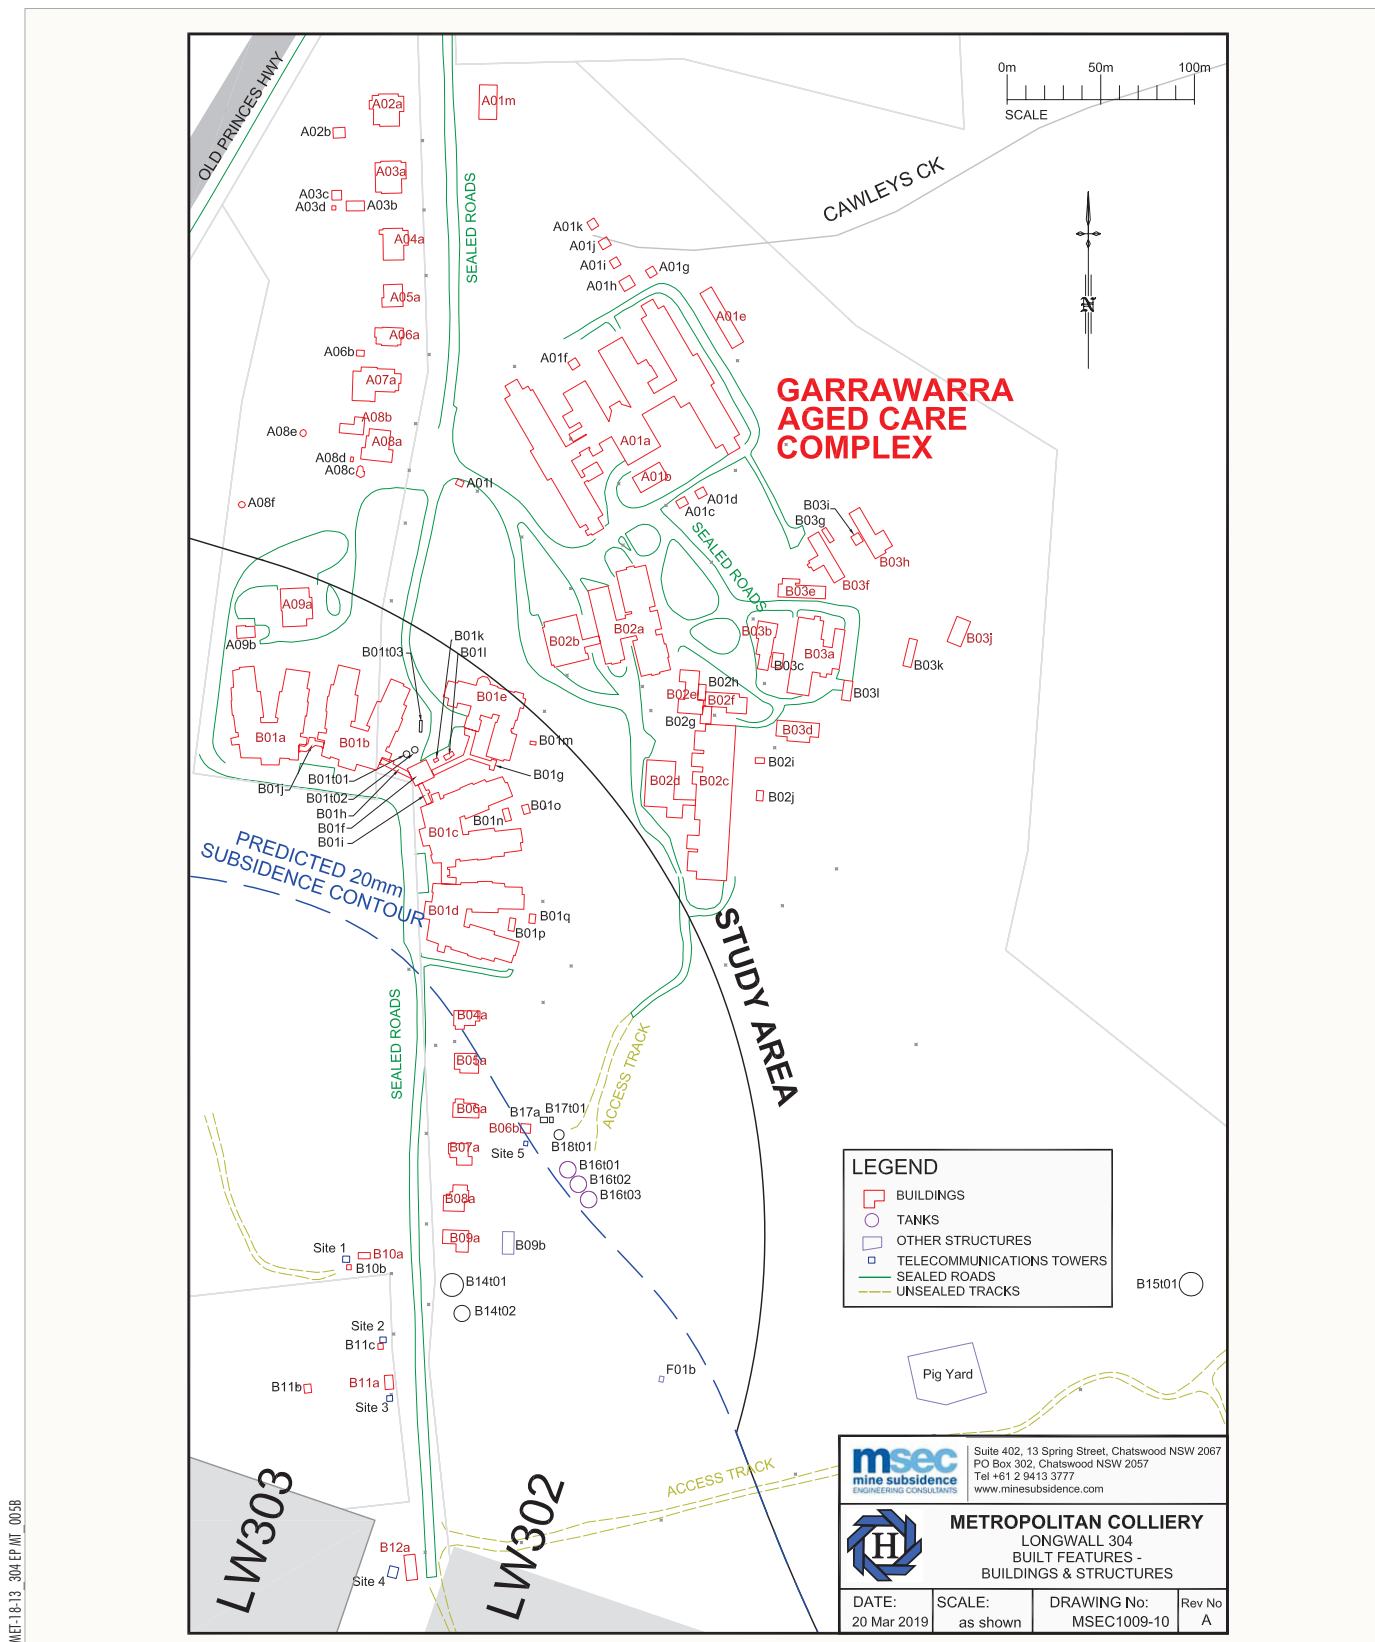 OLD PRINCES HWY
A02a
A01m
A02b
A03a
A03c
A03d
A03b
A04a
SEALED ROADS
A05a
A06a
A06b
A07a
A08b
A08e
A08a
A08d
A08c
A08f
A01l
0m 50m 100m
SCALE
CAWLEYS CK
N
A01k
A01j
A01i
A01g
A01h
A01e
A01f
A01a
A01b
A01d
A01c
GARRAWARRA
AGED CARE
COMPLEX
SEALED ROADS
B03i
B03g
B03h
B03f
B03e
B03b
B03a
B03c
B03j
B03k
B03l
B03d
B02b
B02a
B02h
B02e
B02f
B02g
B02d
B02c
B02i
B02j
A09a
A09b
B01k
B01l
B01t03
B01e
B01a
B01b
B01m
B01g
B01j
B01t01
B01t02
B01h
B01f
B01i
B01o
B01n
B01c
PREDICTED 20mm
SUBSIDENCE CONTOUR
B01d
B01q
B01p
STUDY AREA
SEALED ROADS
ACCESS TRACK
B04a
B05a
B06a
B17a
B17t01
B06b
B18t01
Site 5
B07a
B16t01
B16t02
B16t03
B08a
B09a
B09b
Site 1
B10a
B10b
B14t01
B14t02
Site 2
B11c
B11b
B11a
Site 3
F01b
LEGEND
BUILDINGS
TANKS
OTHER STRUCTURES
TELECOMMUNICATIONS TOWERS
SEALED ROADS
UNSEALED TRACKS
B15t01
Pig Yard
ACCESS TRACK
LW303
LW302
B12a
Site 4
msec
mine subsidence
ENGINEERING CONSULTANTS
Suite 402, 13 Spring Street, Chatswood NSW 2067
PO Box 302, Chatswood NSW 2057
Tel +61 2 9413 3777
www.minesubsidence.com
H
METROPOLITAN COLLIERY
LONGWALL 304
BUILT FEATURES -
BUILDINGS & STRUCTURES
DATE:
20 Mar 2019
SCALE:
as shown
DRAWING No:
MSEC1009-10
Rev No
A
MET-18-13_304 EP MT_005B